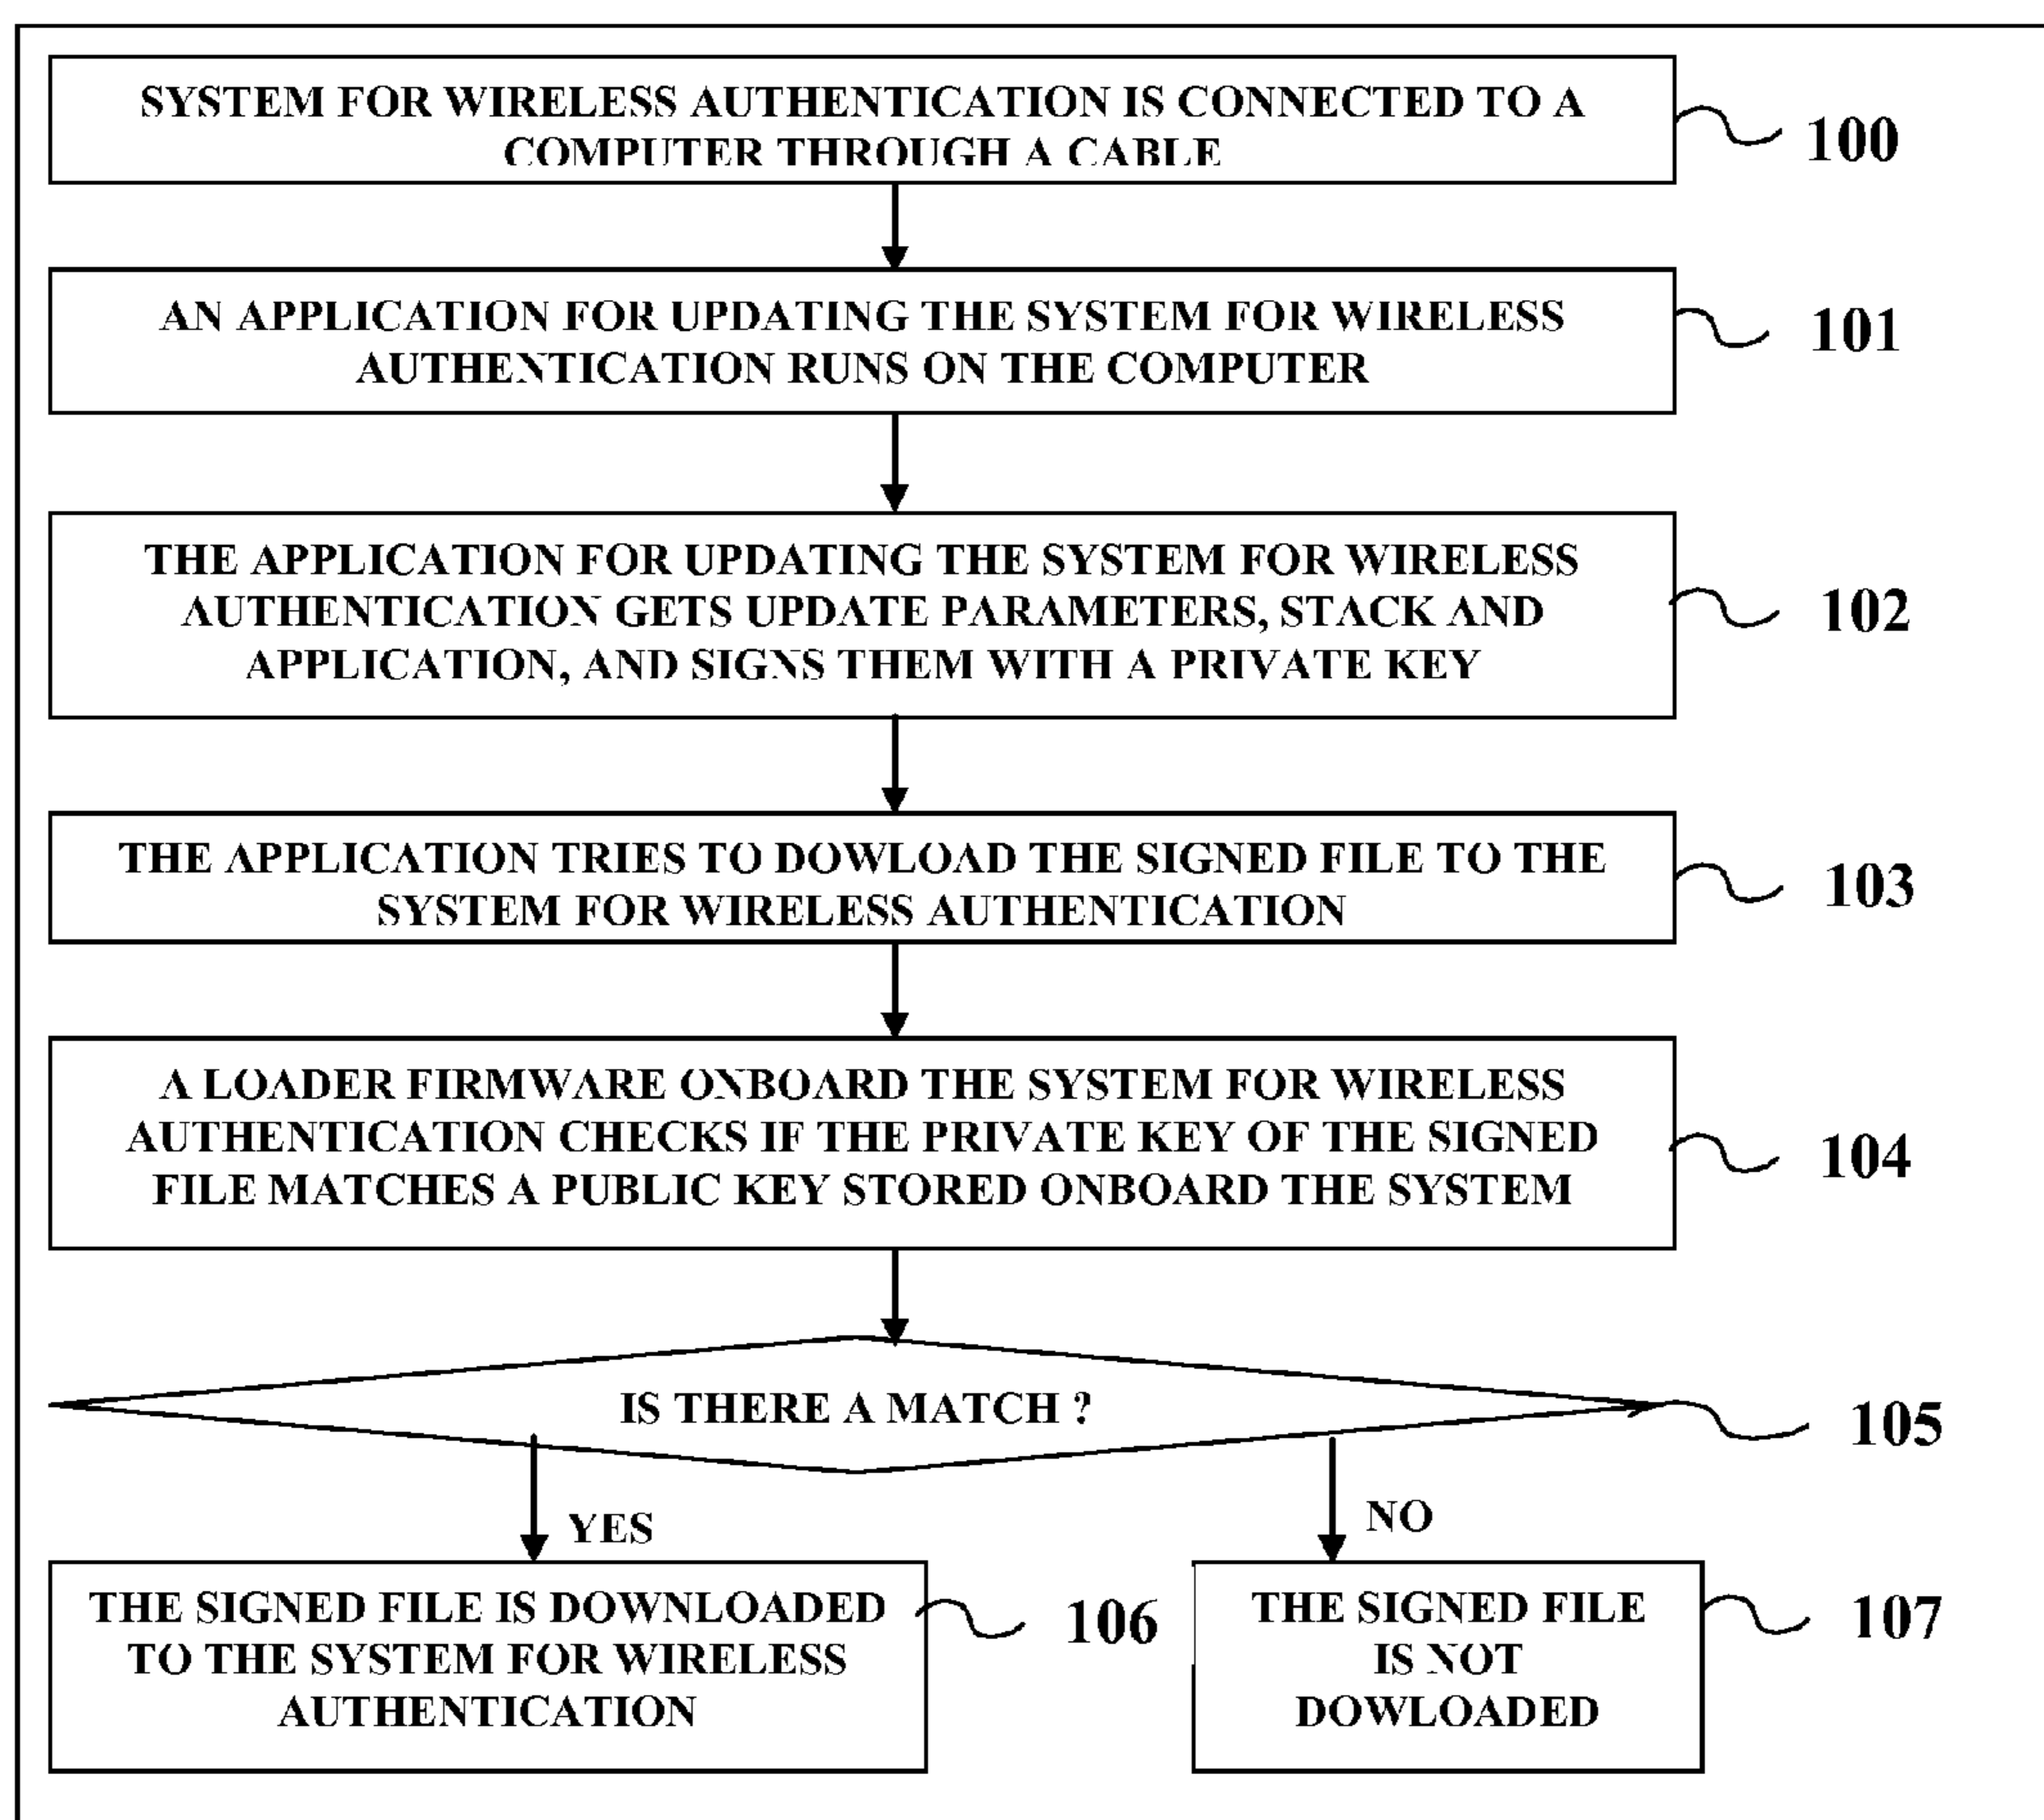 SYSTEM FOR WIRELESS AUTHENTICATION IS CONNECTED TO A
COMPUTER THROUGH A CABLE
100
AN APPLICATION FOR UPDATING THE SYSTEM FOR WIRELESS
AUTHENTICATION RUNS ON THE COMPUTER
101
THE APPLICATION FOR UPDATING THE SYSTEM FOR WIRELESS
AUTHENTICATION GETS UPDATE PARAMETERS, STACK AND
APPLICATION, AND SIGNS THEM WITH A PRIVATE KEY
102
THE APPLICATION TRIES TO DOWLOAD THE SIGNED FILE TO THE
SYSTEM FOR WIRELESS AUTHENTICATION
103
A LOADER FIRMWARE ONBOARD THE SYSTEM FOR WIRELESS
AUTHENTICATION CHECKS IF THE PRIVATE KEY OF THE SIGNED
FILE MATCHES A PUBLIC KEY STORED ONBOARD THE SYSTEM
104
IS THERE A MATCH ?
105
YES
NO
THE SIGNED FILE IS DOWNLOADED
TO THE SYSTEM FOR WIRELESS
AUTHENTICATION
106
THE SIGNED FILE
IS NOT
DOWLOADED
107